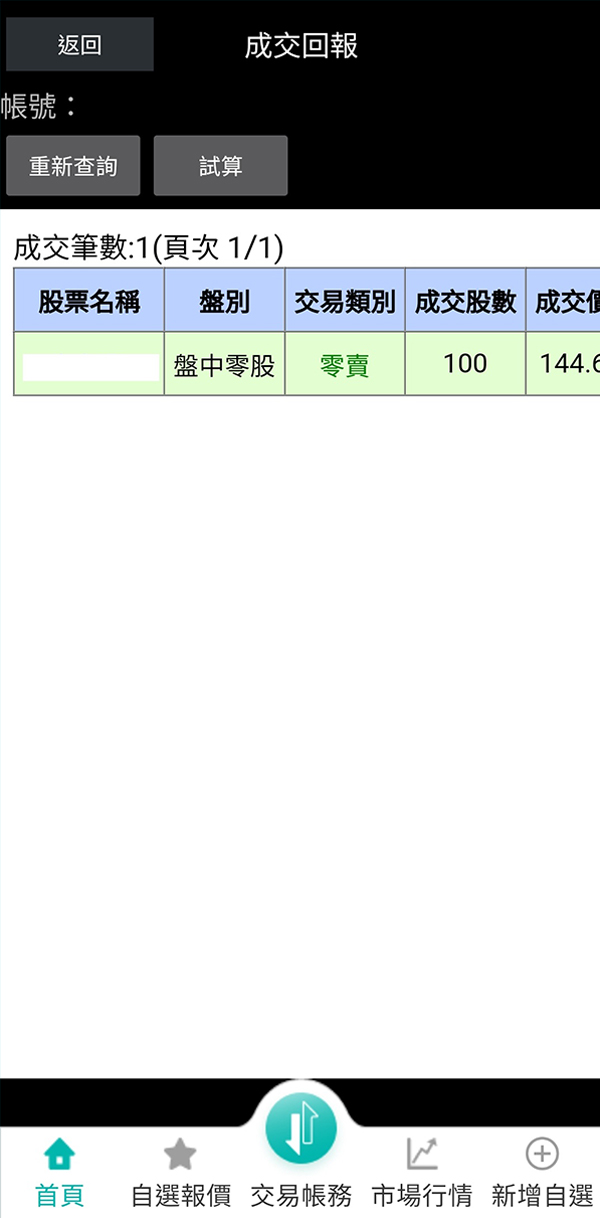 返回 成交回報
帳號：
重新查詢 試算
成交筆數:1(頁次 1/1)
股票名稱 盤別 交易類別 成交股數 成交
盤中零股 零賣 100 144.
首頁 自選報價 交易帳務 市場行情 新增自選